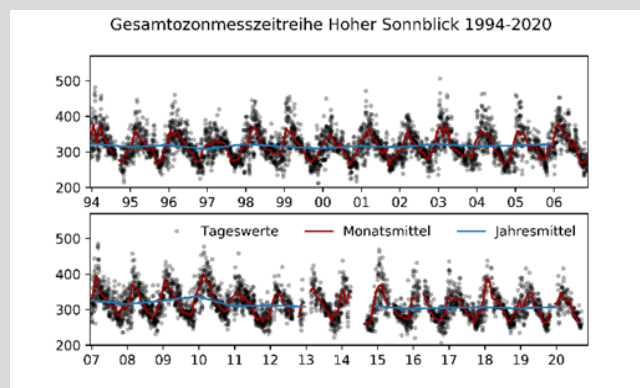 Gesamtozonmesszeitreihe Hoher Sonnblick 1994-2020
500
400
300
200
94 95 96 97 98 99 00 01 02 03 04 05 06
Tageswerte Monatsmittel Jahresmittel
500
400
300
200
07 08 09 10 11 12 13 14 15 16 17 18 19 20